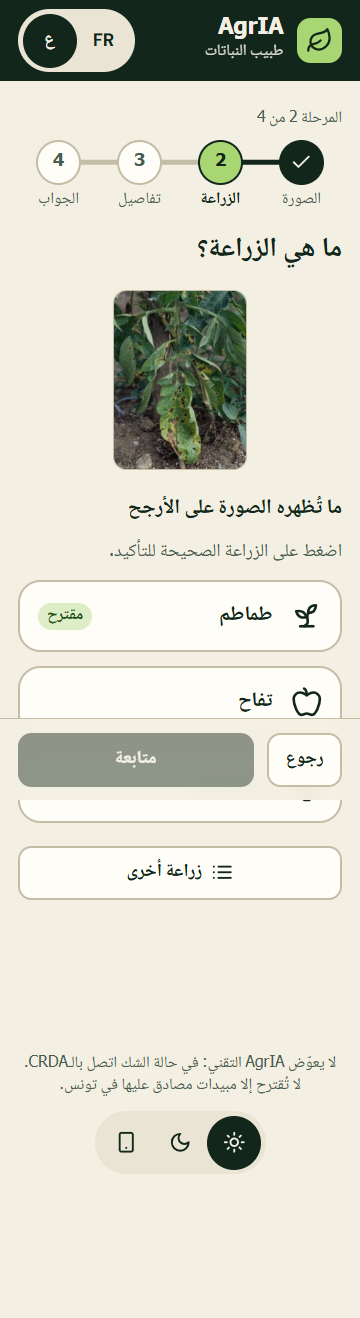 AgrIA
طبيب النباتات
FR
ع
المرحلة 2 من 4
2
3
4
الصورة
الزراعة
تفاصيل
الجواب
ما هي الزراعة؟
ما تُظهره الصورة على الأرجح
اضغط على الزراعة الصحيحة للتأكيد.
طماطم
مقترح
تفاح
رجوع
متابعة
زراعة أخرى
لا يعوّض AgrIA التقني: في حالة الشك اتصل بالـCRDA.
لا تُقترح إلا مبيدات مصادق عليها في تونس.